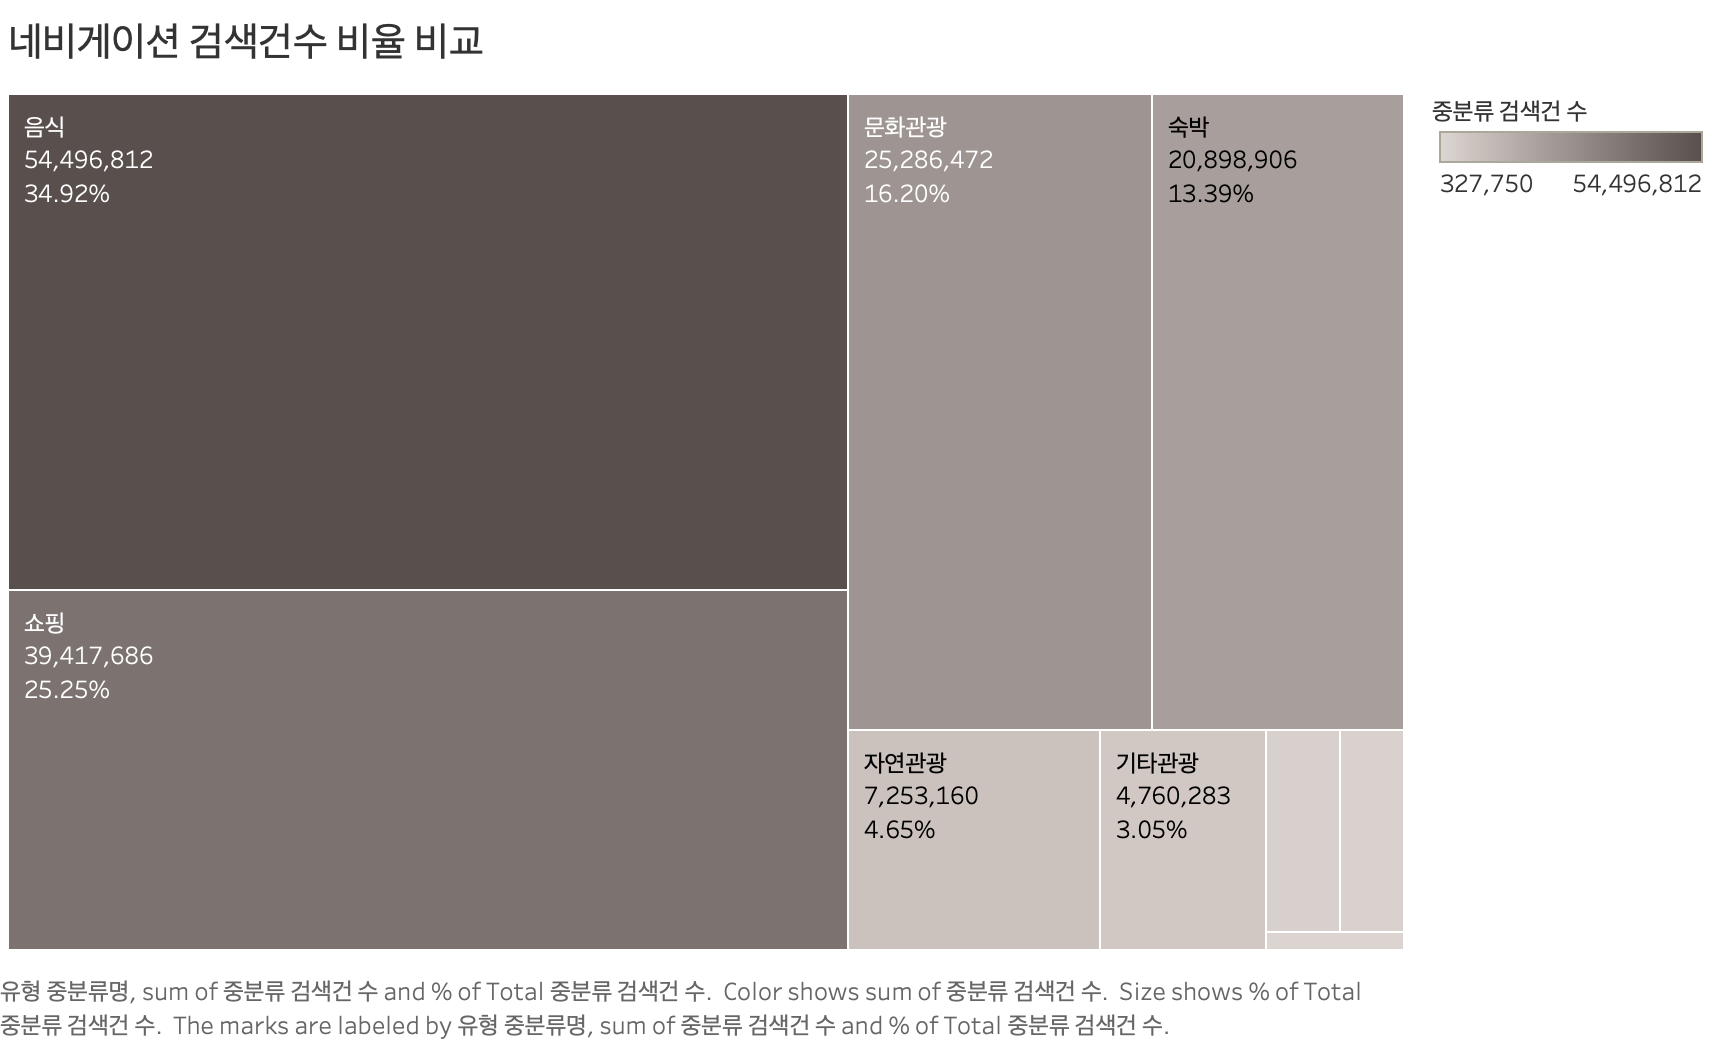 네비게이션 검색건수 비율 비교
음식
54,496,812
34.92%
문화관광
25,286,472
16.20%
숙박
20,898,906
13.39%
중분류 검색건 수
327,750 54,496,812
쇼핑
39,417,686
25.25%
자연관광
7,253,160
4.65%
기타관광
4,760,283
3.05%
유형 중분류명, sum of 중분류 검색건 수 and % of Total 중분류 검색건 수.  Color shows sum of 중분류 검색건 수.  Size shows % of Total
중분류 검색건 수.  The marks are labeled by 유형 중분류명, sum of 중분류 검색건 수 and % of Total 중분류 검색건 수.